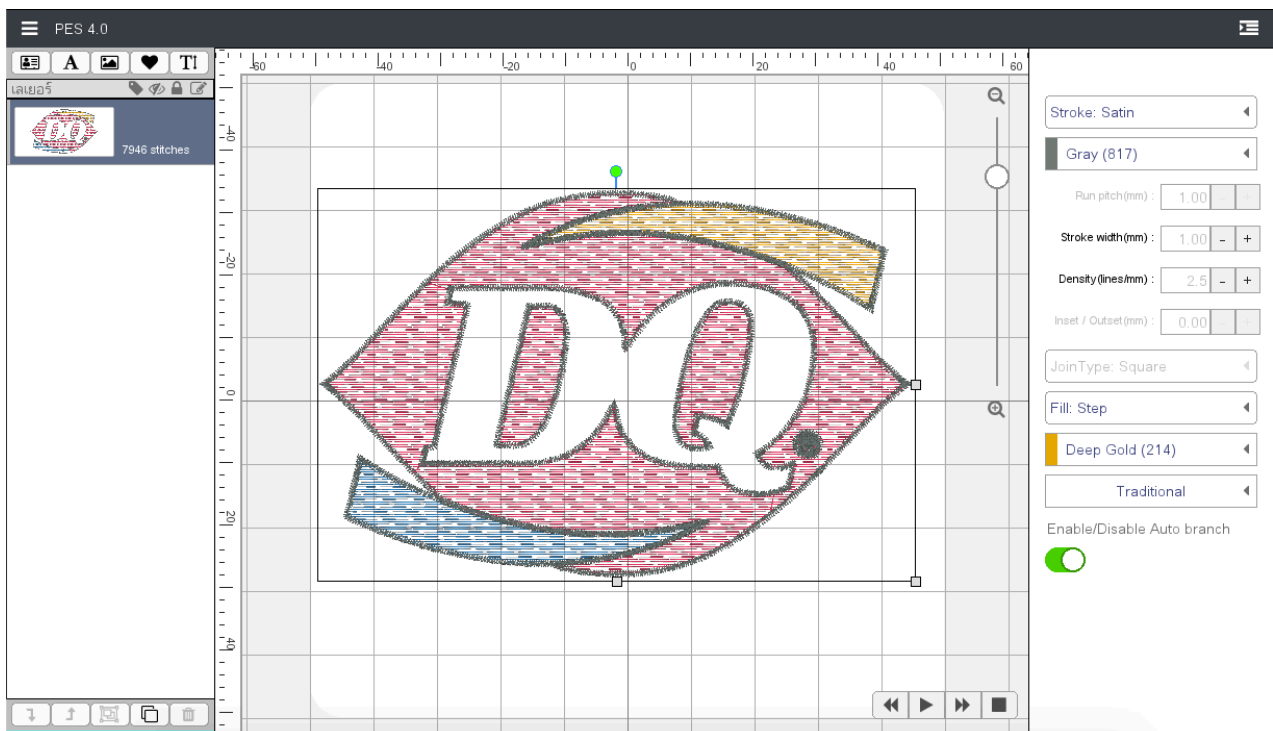 PES 4.0
A T
เลเยอร์
7946 stitches
60 40 20 0 20 40 60
40
20
0
20
40
DQ
Stroke: Satin
Gray (817)
Run pitch(mm) : 1.00 - +
Stroke width(mm) : 1.00 - +
Density(lines/mm) : 2.5 - +
Inset / Outset(mm) : 0.00 - +
JoinType: Square
Fill: Step
Deep Gold (214)
Traditional
Enable/Disable Auto branch